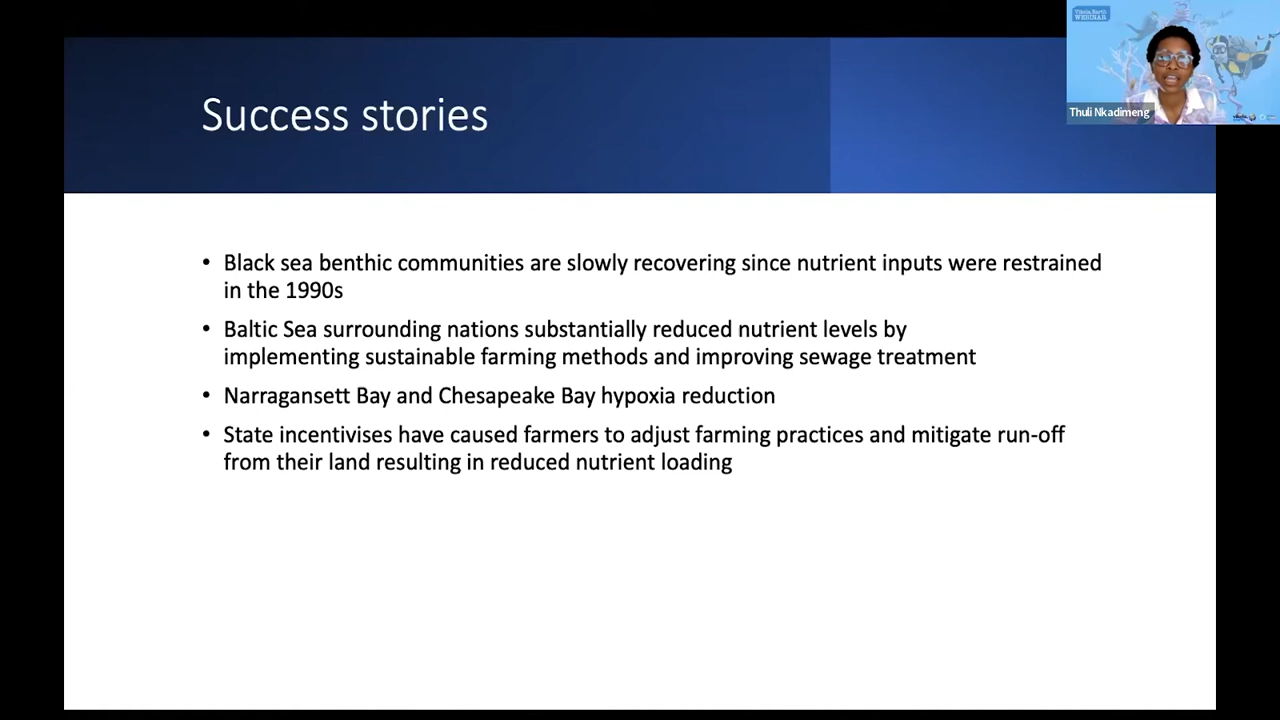 Youth Earth
WEBINAR
Thuli Nkadimeng
Success stories
• Black sea benthic communities are slowly recovering since nutrient inputs were restrained
in the 1990s
• Baltic Sea surrounding nations substantially reduced nutrient levels by
implementing sustainable farming methods and improving sewage treatment
• Narragansett Bay and Chesapeake Bay hypoxia reduction
• State incentivises have caused farmers to adjust farming practices and mitigate run-off
from their land resulting in reduced nutrient loading